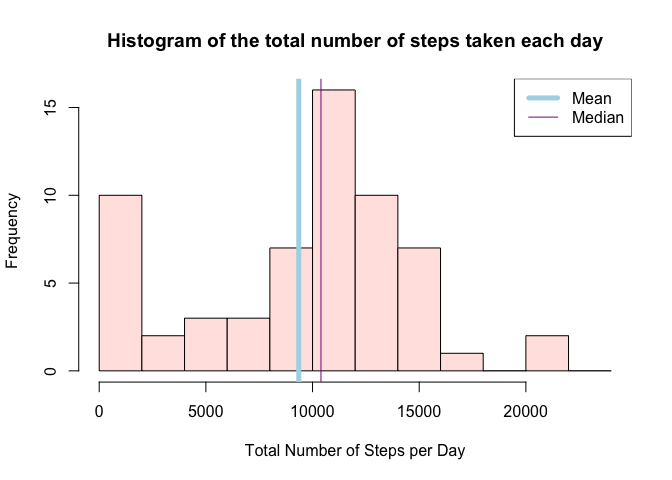 Histogram of the total number of steps taken each day
Mean
Median
Frequency
15
10
5
0
0 5000 10000 15000 20000
Total Number of Steps per Day